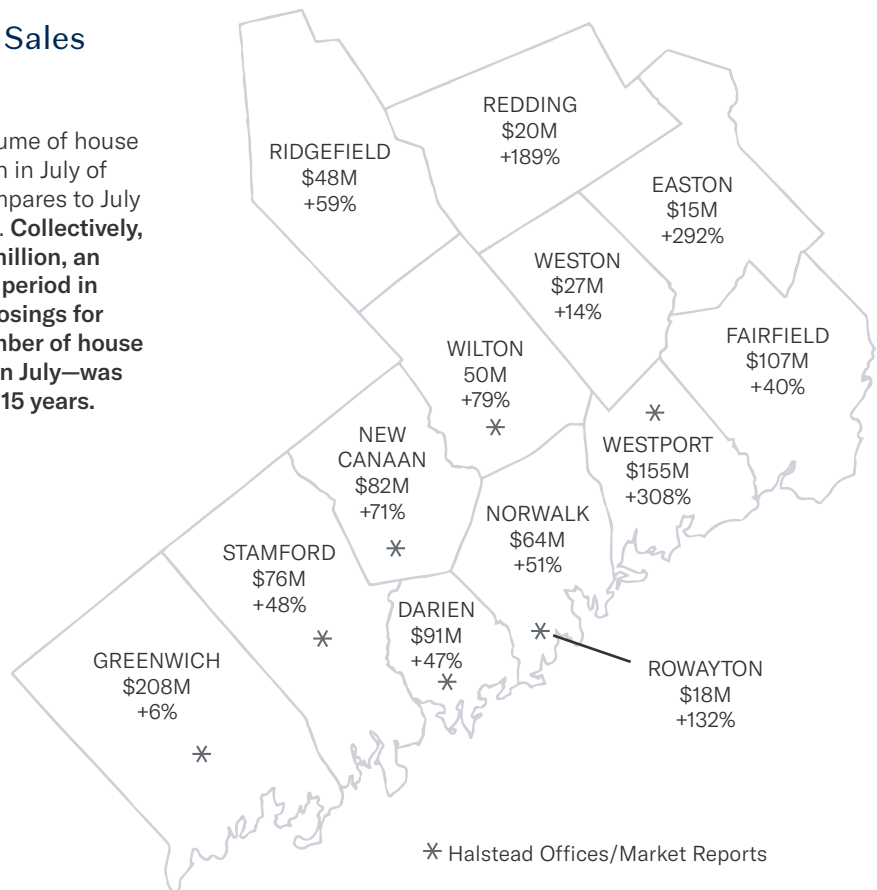 Sales
ume of house
n in July of
mpares to July
. Collectively,
million, an
period in
osings for
mber of house
n July—was
15 years.
RIDGEFIELD
$48M
+59%
REDDING
$20M
+189%
EASTON
$15M
+292%
WESTON
$27M
+14%
WILTON
50M
+79%
FAIRFIELD
$107M
+40%
NEW
CANAAN
$82M
+71%
WESTPORT
$155M
+308%
NORWALK
$64M
+51%
STAMFORD
$76M
+48%
DARIEN
$91M
+47%
GREENWICH
$208M
+6%
ROWAYTON
$18M
+132%
Halstead Offices/Market Reports